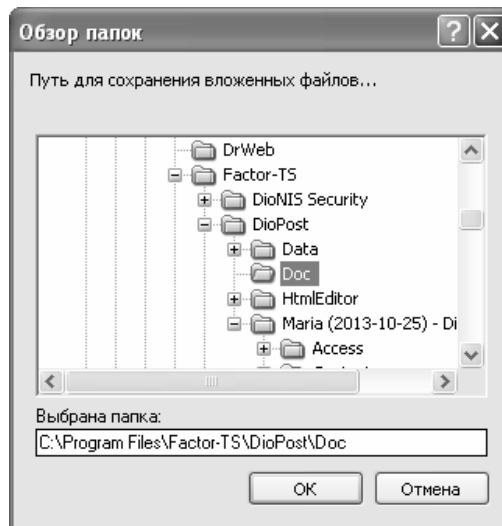 Обзор папок
Путь для сохранения вложенных файлов...
DrWeb
Factor-TS
DioNIS Security
DioPost
Data
Doc
HtmlEditor
Maria (2013-10-25) - Di
Access
Выбрана папка:
C:\Program Files\Factor-TS\DioPost\Doc
ОК
Отмена